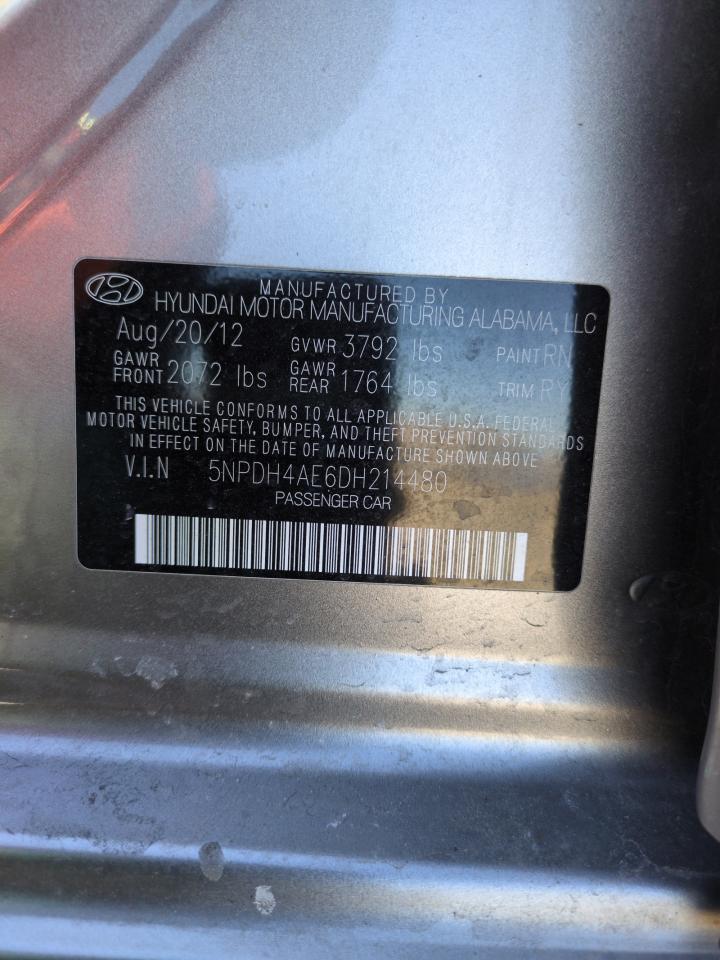 MANUFACTURED BY
HYUNDAI MOTOR MANUFACTURING ALABAMA, LLC
Aug/20/12 GVWR 3792 lbs PAINT RN
GAWR FRONT 2072 lbs GAWR REAR 1764 lbs TRIM RY
THIS VEHICLE CONFORMS TO ALL APPLICABLE U.S.A. FEDERAL
MOTOR VEHICLE SAFETY, BUMPER, AND THEFT PREVENTION STANDARDS
IN EFFECT ON THE DATE OF MANUFACTURE SHOWN ABOVE
V.I.N 5NPDH4AE6DH214480
PASSENGER CAR